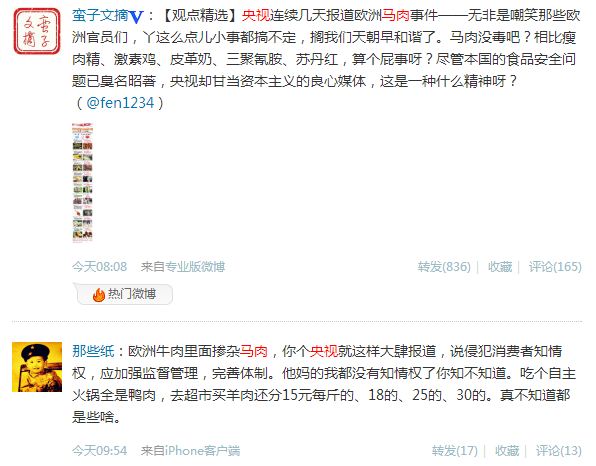 蛮子文摘V：【观点精选】央视连续几天报道欧洲马肉事件——无非是嘲笑那些欧
洲官员们，丫这么点儿小事都搞不定，搁我们天朝早和谐了。马肉没毒吧？相比瘦
肉精、激素鸡、皮革奶、三聚氰胺、苏丹红，算个屁事呀？尽管本国的食品安全问
题已臭名昭著，央视却甘当资本主义的良心媒体，这是一种什么精神呀？
（@fen1234）
今天08:08 来自专业版微博 转发(836)| 收藏| 评论(165)
热门微博
那些纸：欧洲牛肉里面掺杂马肉，你个央视就这样大肆报道，说侵犯消费者知情
权，应加强监督管理，完善体制。他妈的我都没有知情权了你知不知道。吃个自主
火锅全是鸭肉，去超市买羊肉还分15元每斤的、18的、25的、30的。真不知道都
是些啥。
今天09:54 来自iPhone客户端 转发(17)| 收藏| 评论(13)